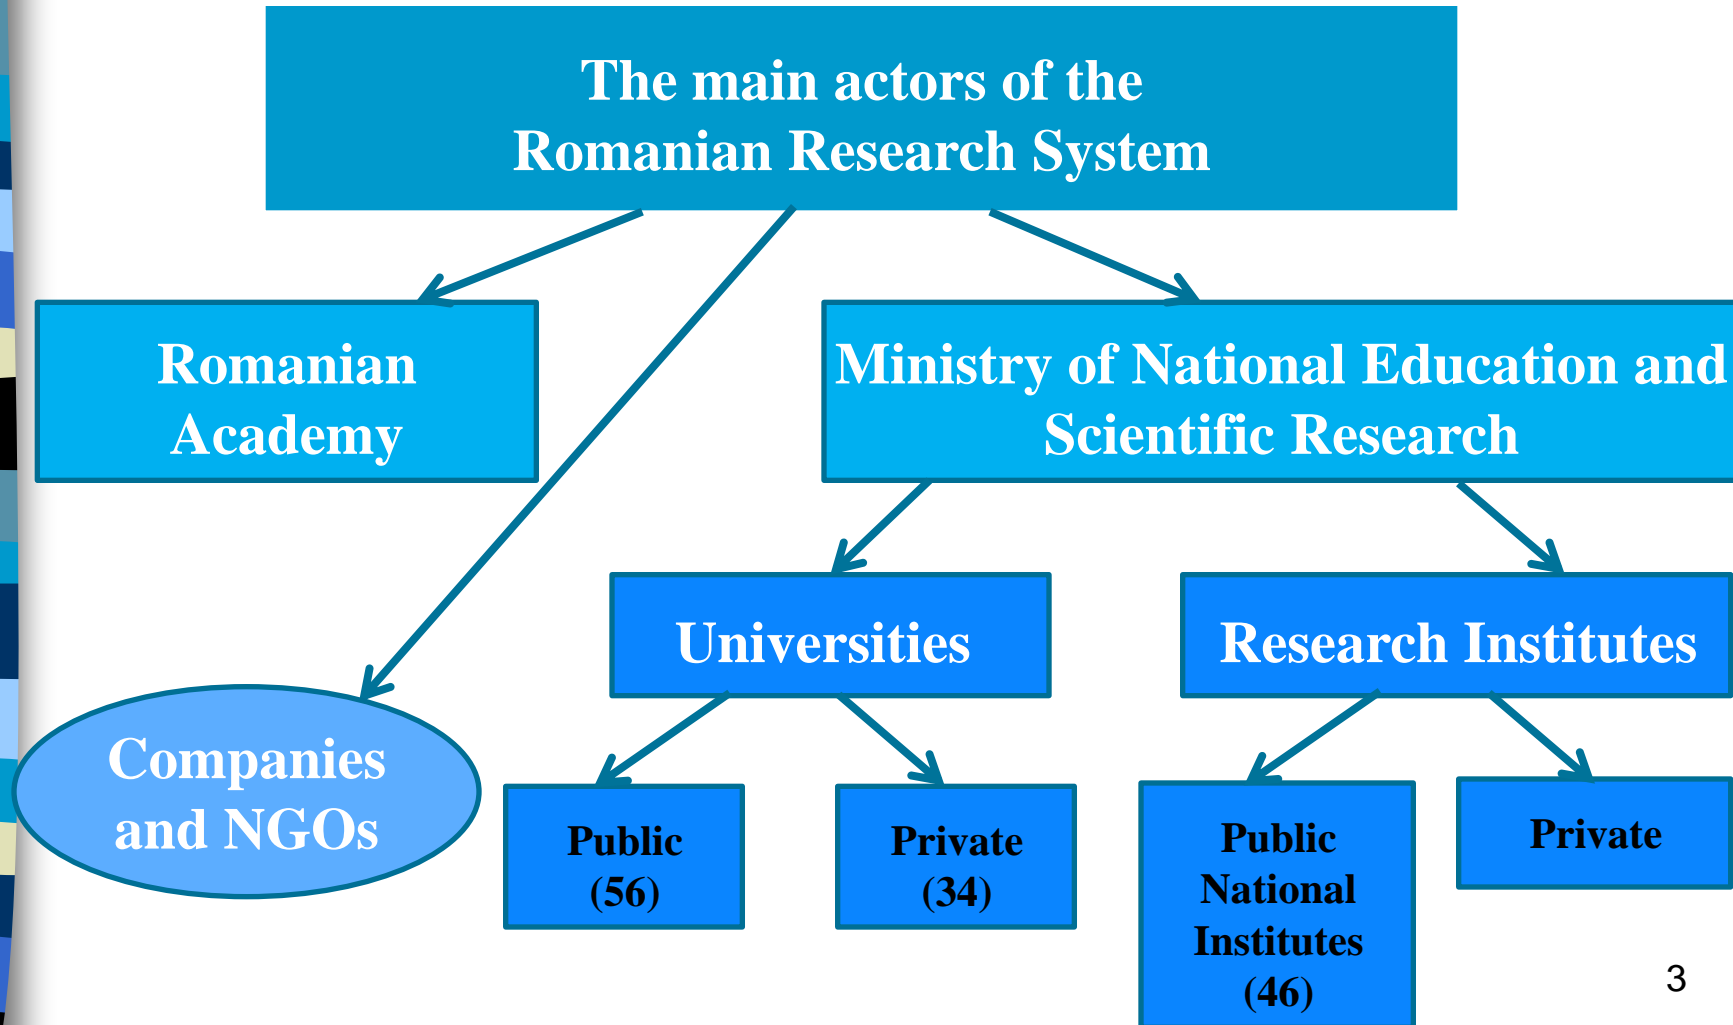 The main actors of the
Romanian Research System
Romanian
Academy
Ministry of National Education and
Scientific Research
Universities
Research Institutes
Companies
and NGOs
Public
(56)
Private
(34)
Public
National
Institutes
(46)
Private
3